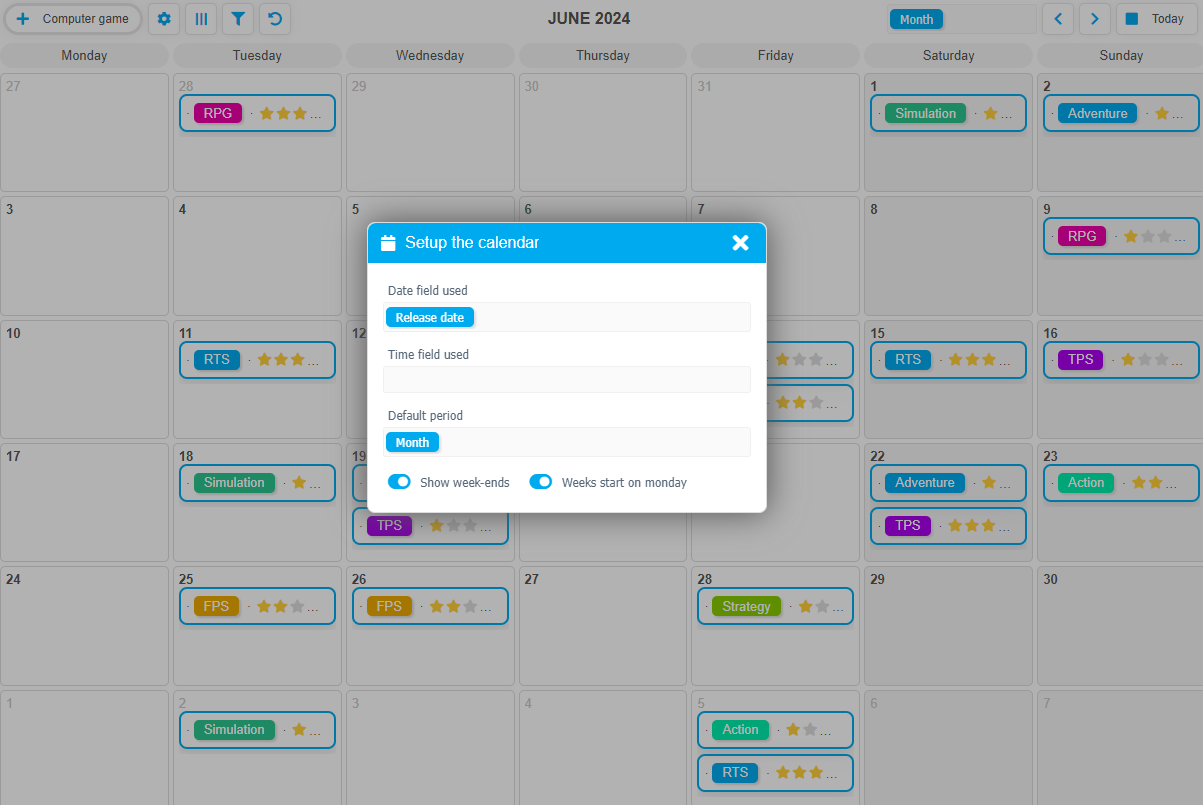 Computer game
JUNE 2024
Month
Today
Monday Tuesday Wednesday Thursday Friday Saturday Sunday
27 28 29 30 31 1 2
· RPG · ... · Simulation · ... · Adventure · ...
3 4 5 6 7 8 9
· RPG · ...
Setup the calendar
Date field used
Release date
Time field used
Default period
Month
Show week-ends Weeks start on monday
10 11 12 15 16
· RTS · ... ... · RTS · ... · TPS · ...
...
17 18 19 22 23
· Simulation · ... · Adventure · ... · Action · ...
· TPS · ... · TPS · ...
24 25 26 27 28 29 30
· FPS · ... · FPS · ... · Strategy · ...
1 2 3 4 5 6 7
· Simulation · ... · Action · ...
· RTS · ...